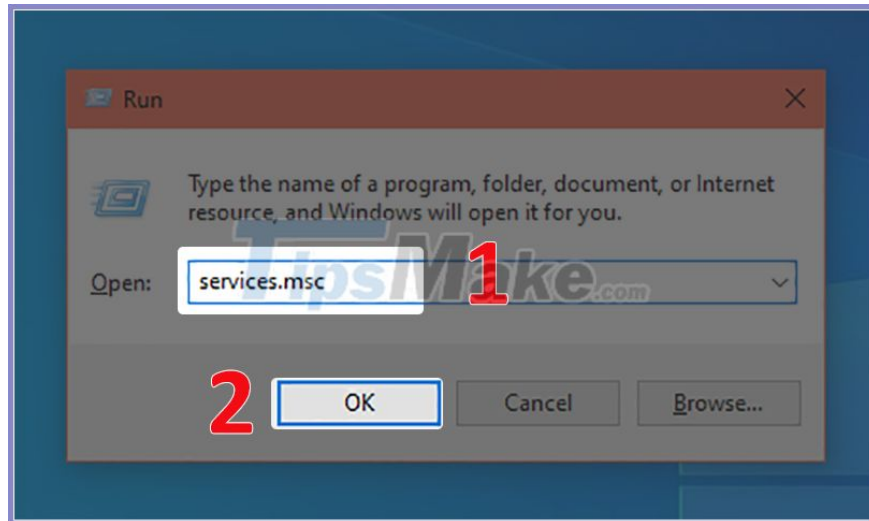 Run
Type the name of a program, folder, document, or Internet
resource, and Windows will open it for you.
TipsMake.com
1
Open: services.msc
2
OK Cancel Browse...